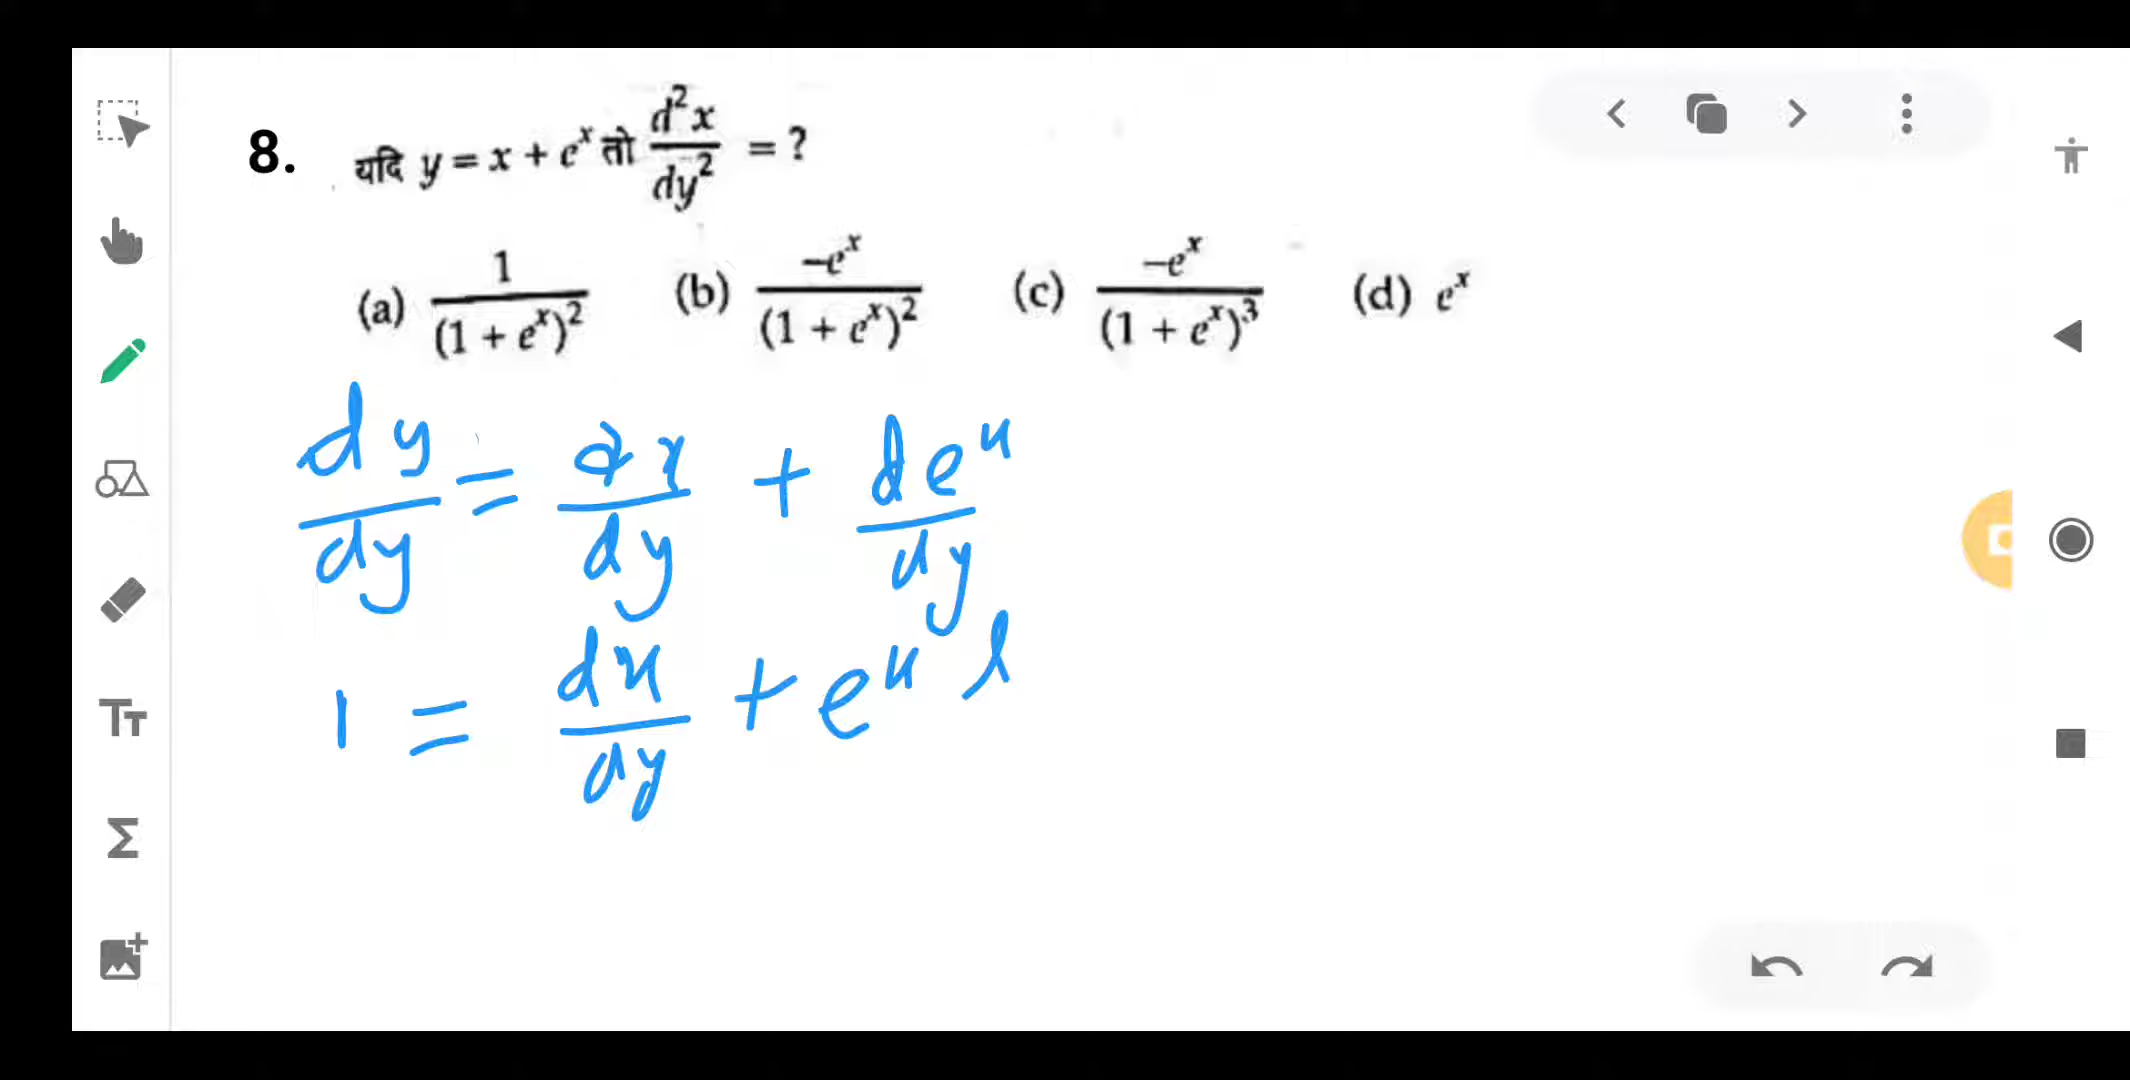 8. यदि y = x + e^x तो d²x/dy² = ?
(a) 1/(1 + e^x)² (b) –e^x/(1 + e^x)² (c) –e^x/(1 + e^x)³ (d) e^x
dy/dy = dx/dy + de^x/dy
1 = dx/dy + e^x
Tт
Σ